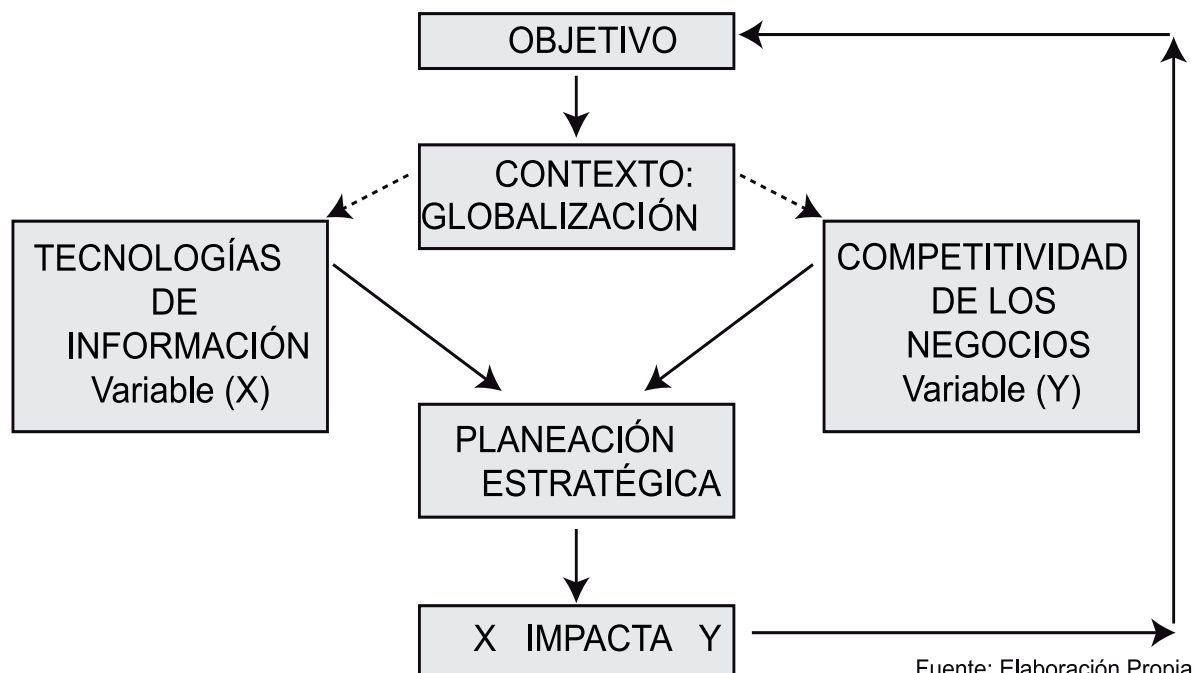 OBJETIVO
CONTEXTO:
GLOBALIZACIÓN
TECNOLOGÍAS
DE
INFORMACIÓN
Variable (X)
COMPETITIVIDAD
DE LOS
NEGOCIOS
Variable (Y)
PLANEACIÓN
ESTRATÉGICA
X IMPACTA Y
Fuente: Elaboración Propia